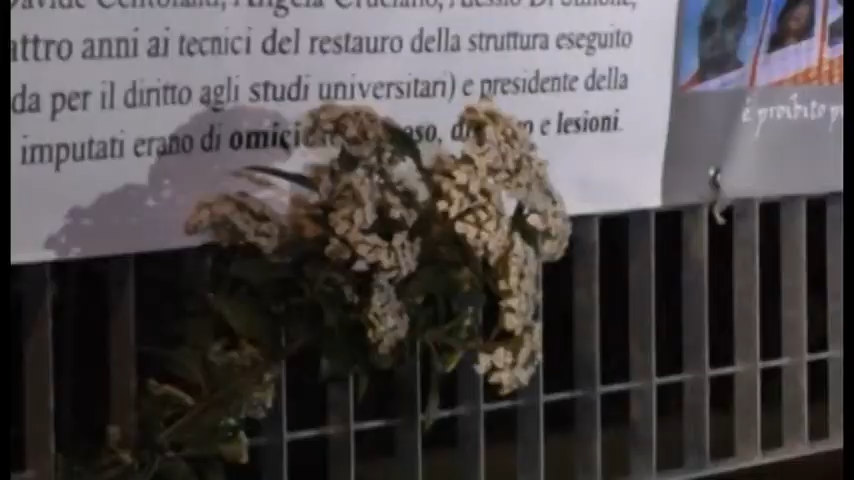 Davide Centofanti, Angela Cruciano, Alessio Di Simone,
attro anni ai tecnici del restauro della struttura eseguito
da per il diritto agli studi universitari) e presidente della
imputati erano di e lesioni.
è proibito